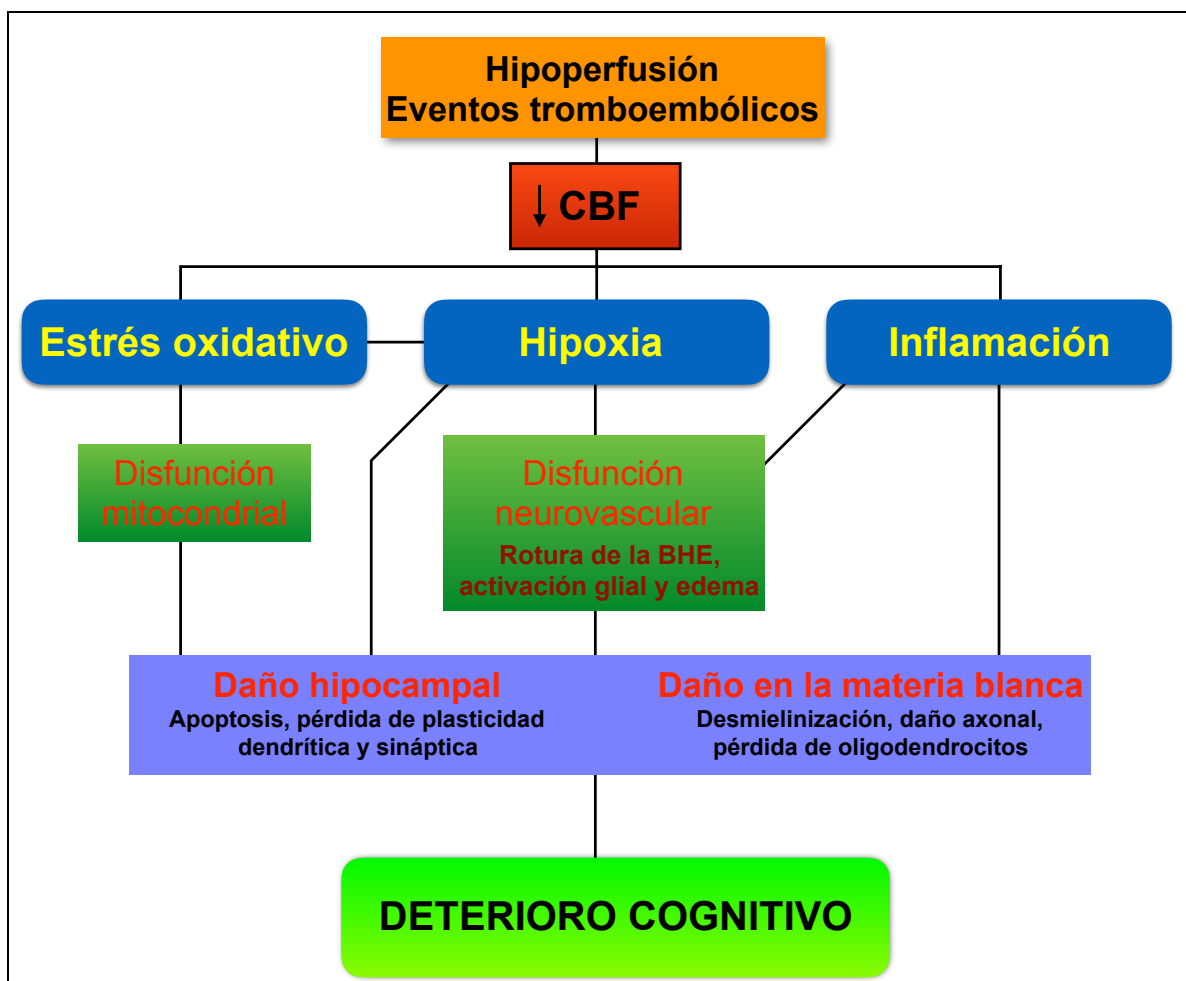 Hipoperfusión
Eventos tromboembólicos
↓ CBF
Estrés oxidativo
Hipoxia
Inflamación
Disfunción
mitocondrial
Disfunción
neurovascular
Rotura de la BHE,
activación glial y edema
Daño hipocampal
Apoptosis, pérdida de plasticidad
dendrítica y sináptica
Daño en la materia blanca
Desmielinización, daño axonal,
pérdida de oligodendrocitos
DETERIORO COGNITIVO